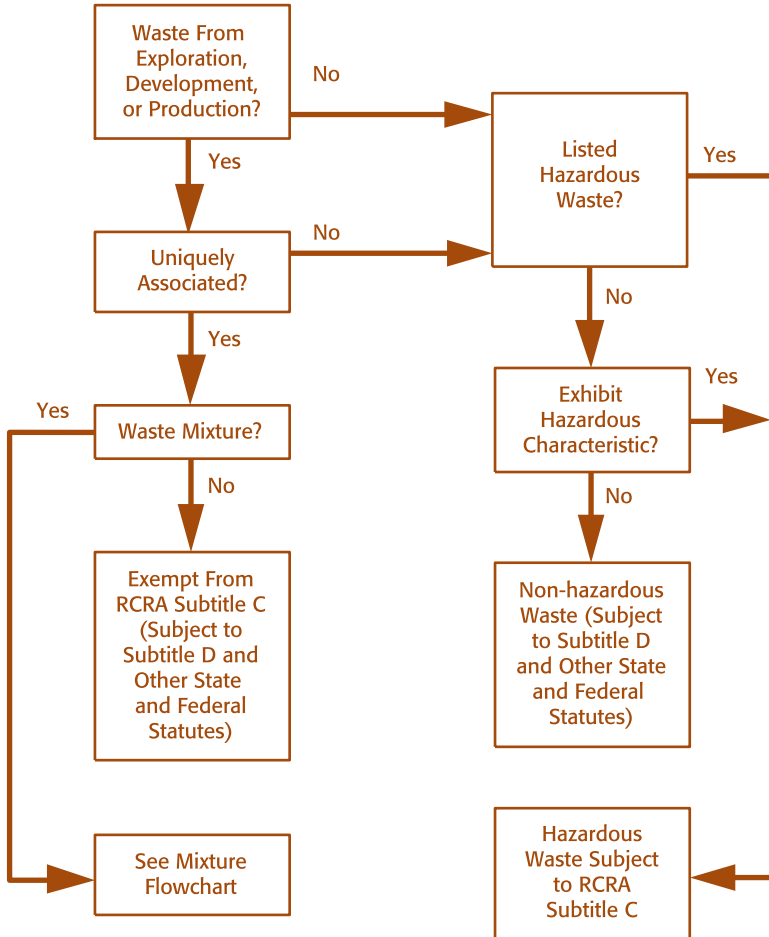 Waste From
Exploration,
Development,
or Production?
No
Listed
Hazardous
Waste?
Yes
Yes
Uniquely
Associated?
No
No
Yes
Exhibit
Hazardous
Characteristic?
Yes
Yes
Waste Mixture?
No
No
Exempt From
RCRA Subtitle C
(Subject to
Subtitle D and
Other State
and Federal
Statutes)
Non-hazardous
Waste (Subject
to Subtitle D
and Other State
and Federal
Statutes)
See Mixture
Flowchart
Hazardous
Waste Subject
to RCRA
Subtitle C